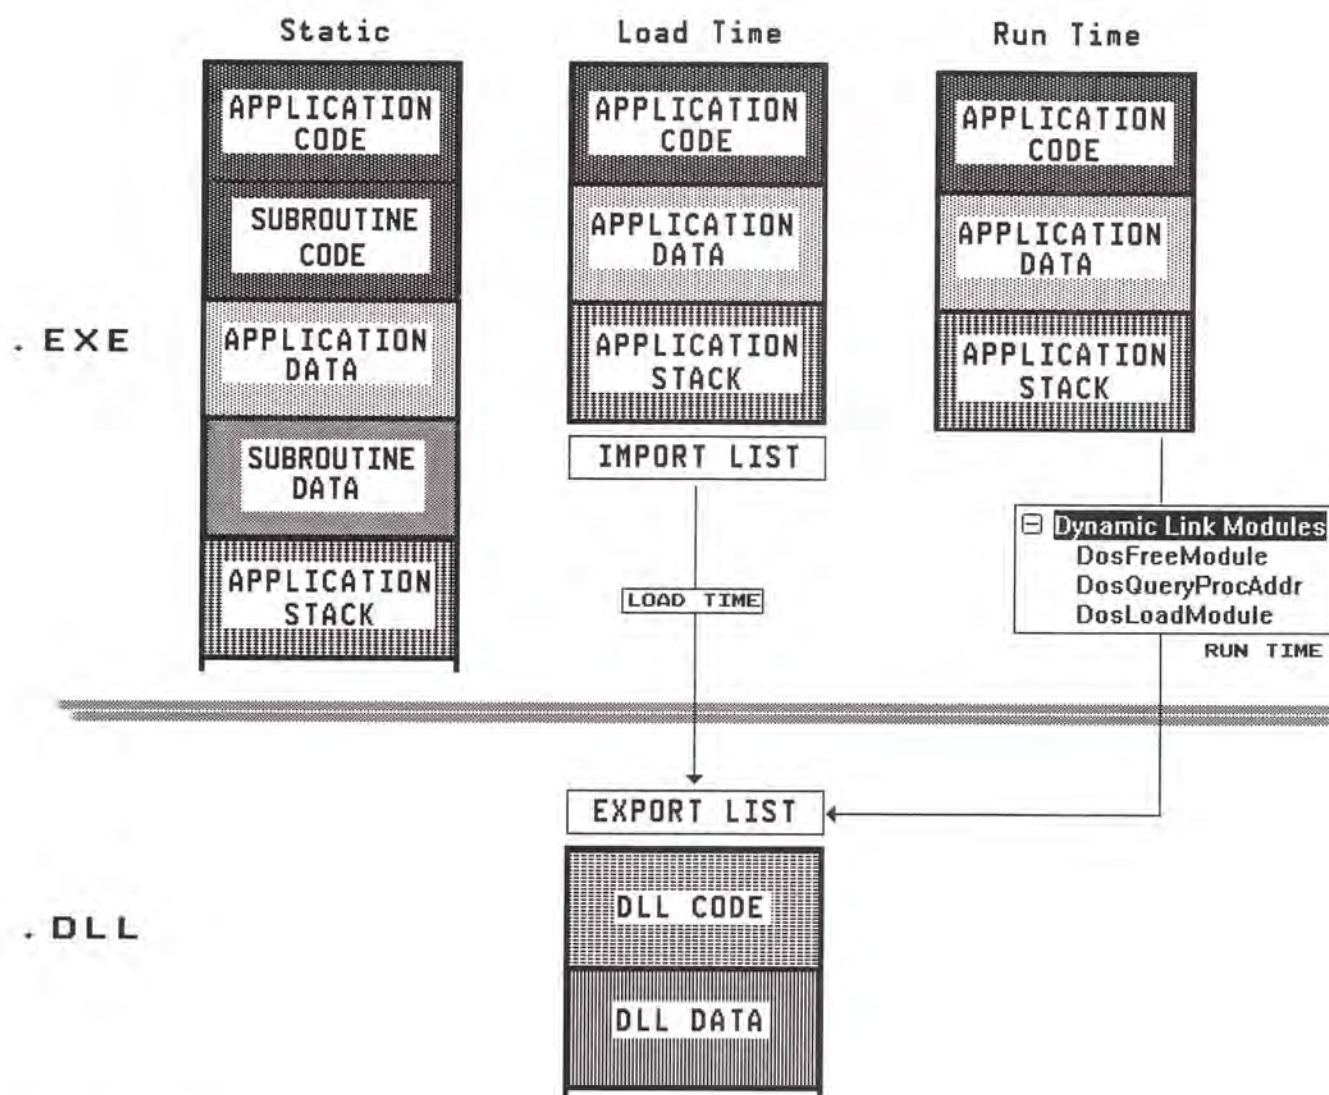 Static
Load Time
Run Time
.EXE
APPLICATION
CODE
SUBROUTINE
CODE
APPLICATION
DATA
SUBROUTINE
DATA
APPLICATION
STACK
APPLICATION
CODE
APPLICATION
DATA
APPLICATION
STACK
IMPORT LIST
LOAD TIME
APPLICATION
CODE
APPLICATION
DATA
APPLICATION
STACK
Dynamic Link Modules
DosFreeModule
DosQueryProcAddr
DosLoadModule
RUN TIME
.DLL
EXPORT LIST
DLL CODE
DLL DATA